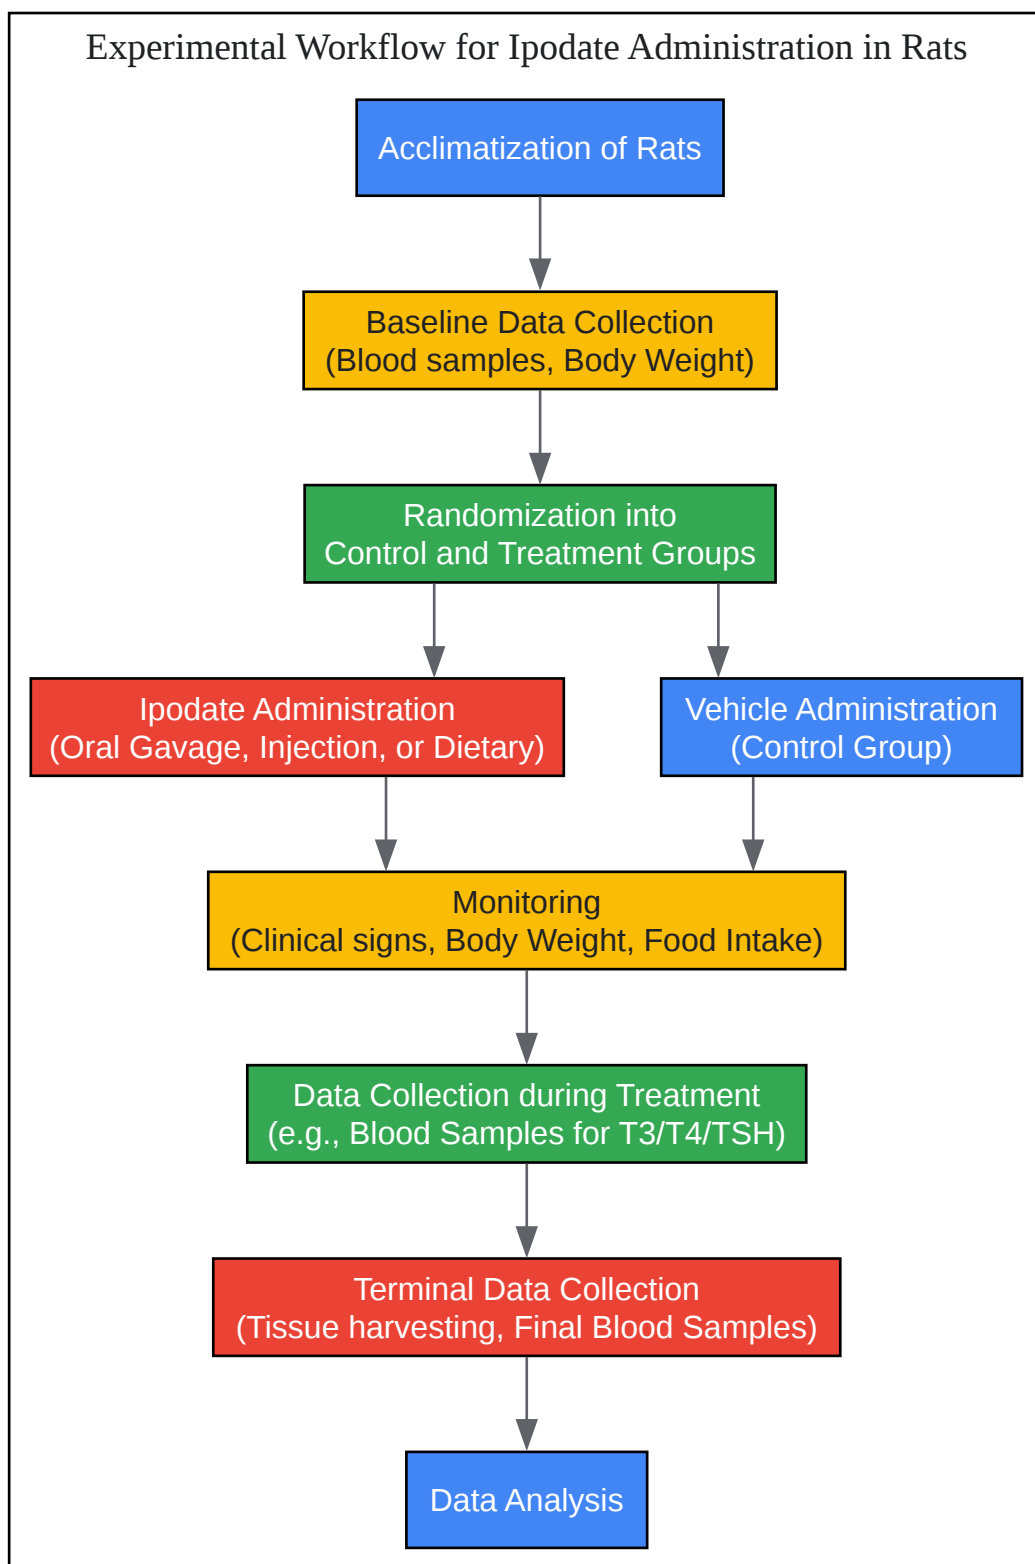 Experimental Workflow for Ipodate Administration in Rats
Acclimatization of Rats
Baseline Data Collection
(Blood samples, Body Weight)
Randomization into
Control and Treatment Groups
Ipodate Administration
(Oral Gavage, Injection, or Dietary)
Vehicle Administration
(Control Group)
Monitoring
(Clinical signs, Body Weight, Food Intake)
Data Collection during Treatment
(e.g., Blood Samples for T3/T4/TSH)
Terminal Data Collection
(Tissue harvesting, Final Blood Samples)
Data Analysis